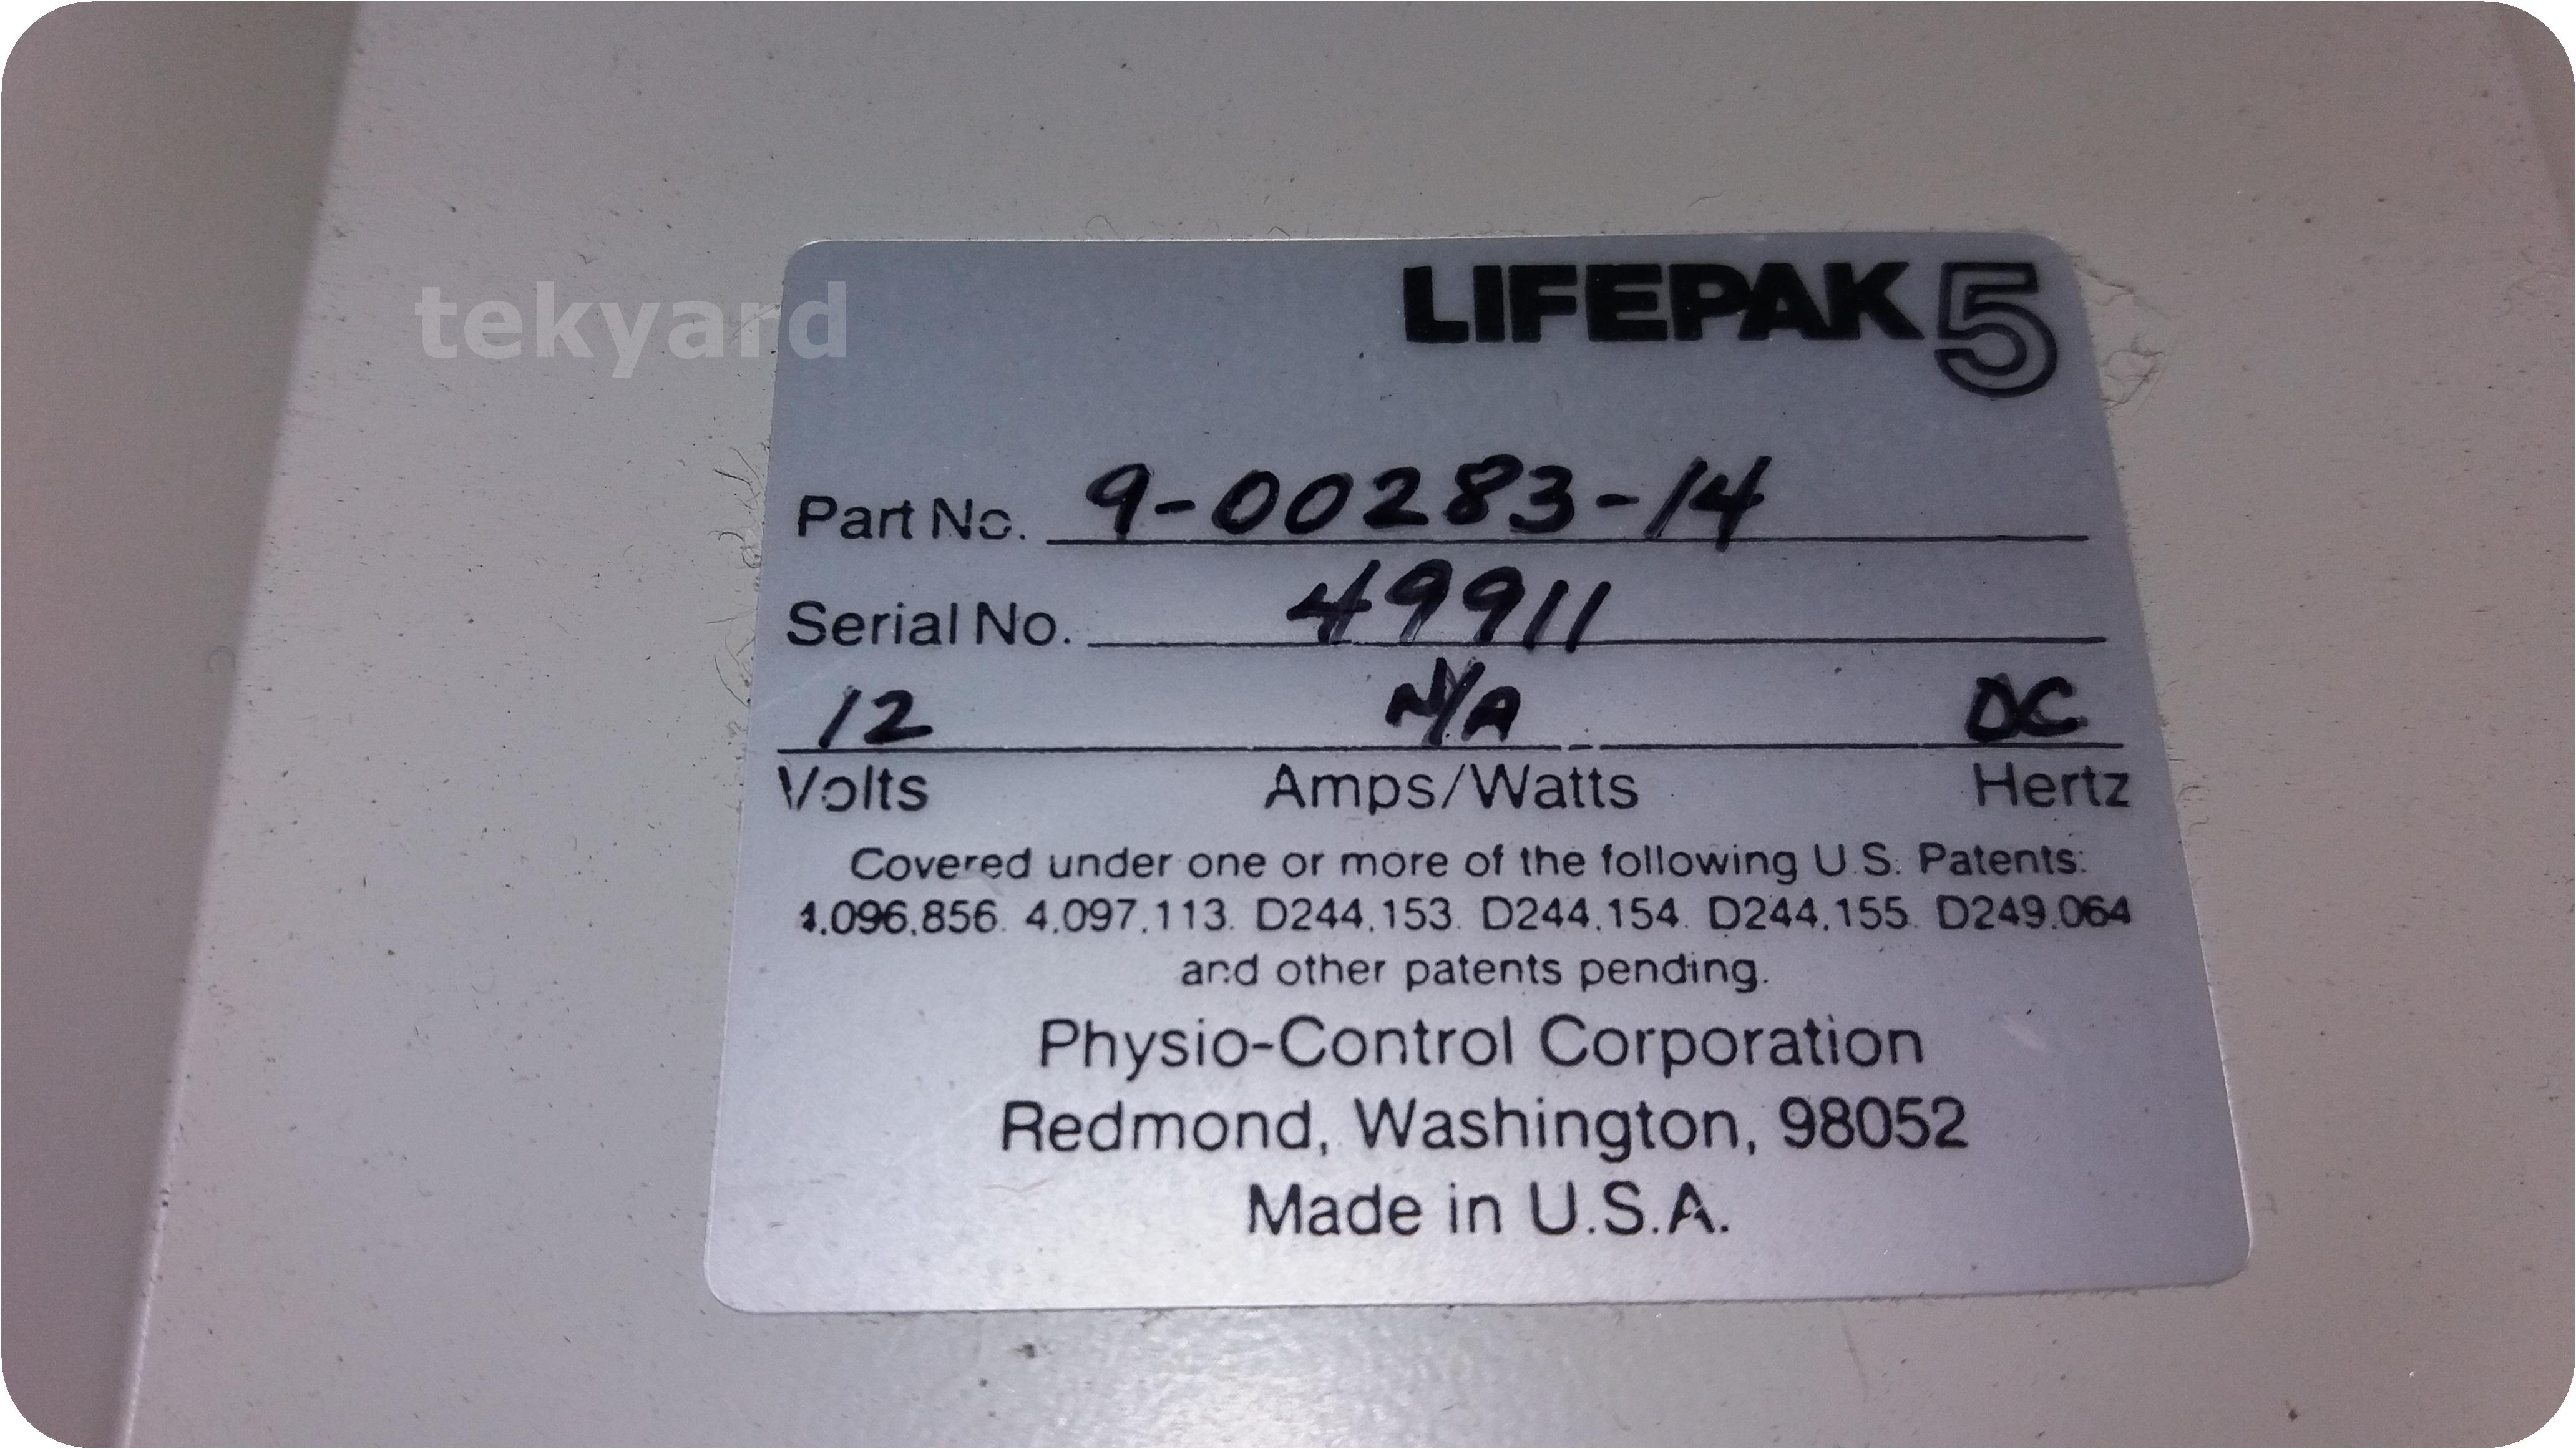 tekyard
LIFEPAK 5
Part No. 9-00283-14
Serial No. 49911
12 N/A DC
Volts Amps/Watts Hertz
Covered under one or more of the following U.S. Patents:
4,096,856. 4,097,113. D244,153. D244,154. D244,155. D249,064
and other patents pending.
Physio-Control Corporation
Redmond, Washington, 98052
Made in U.S.A.